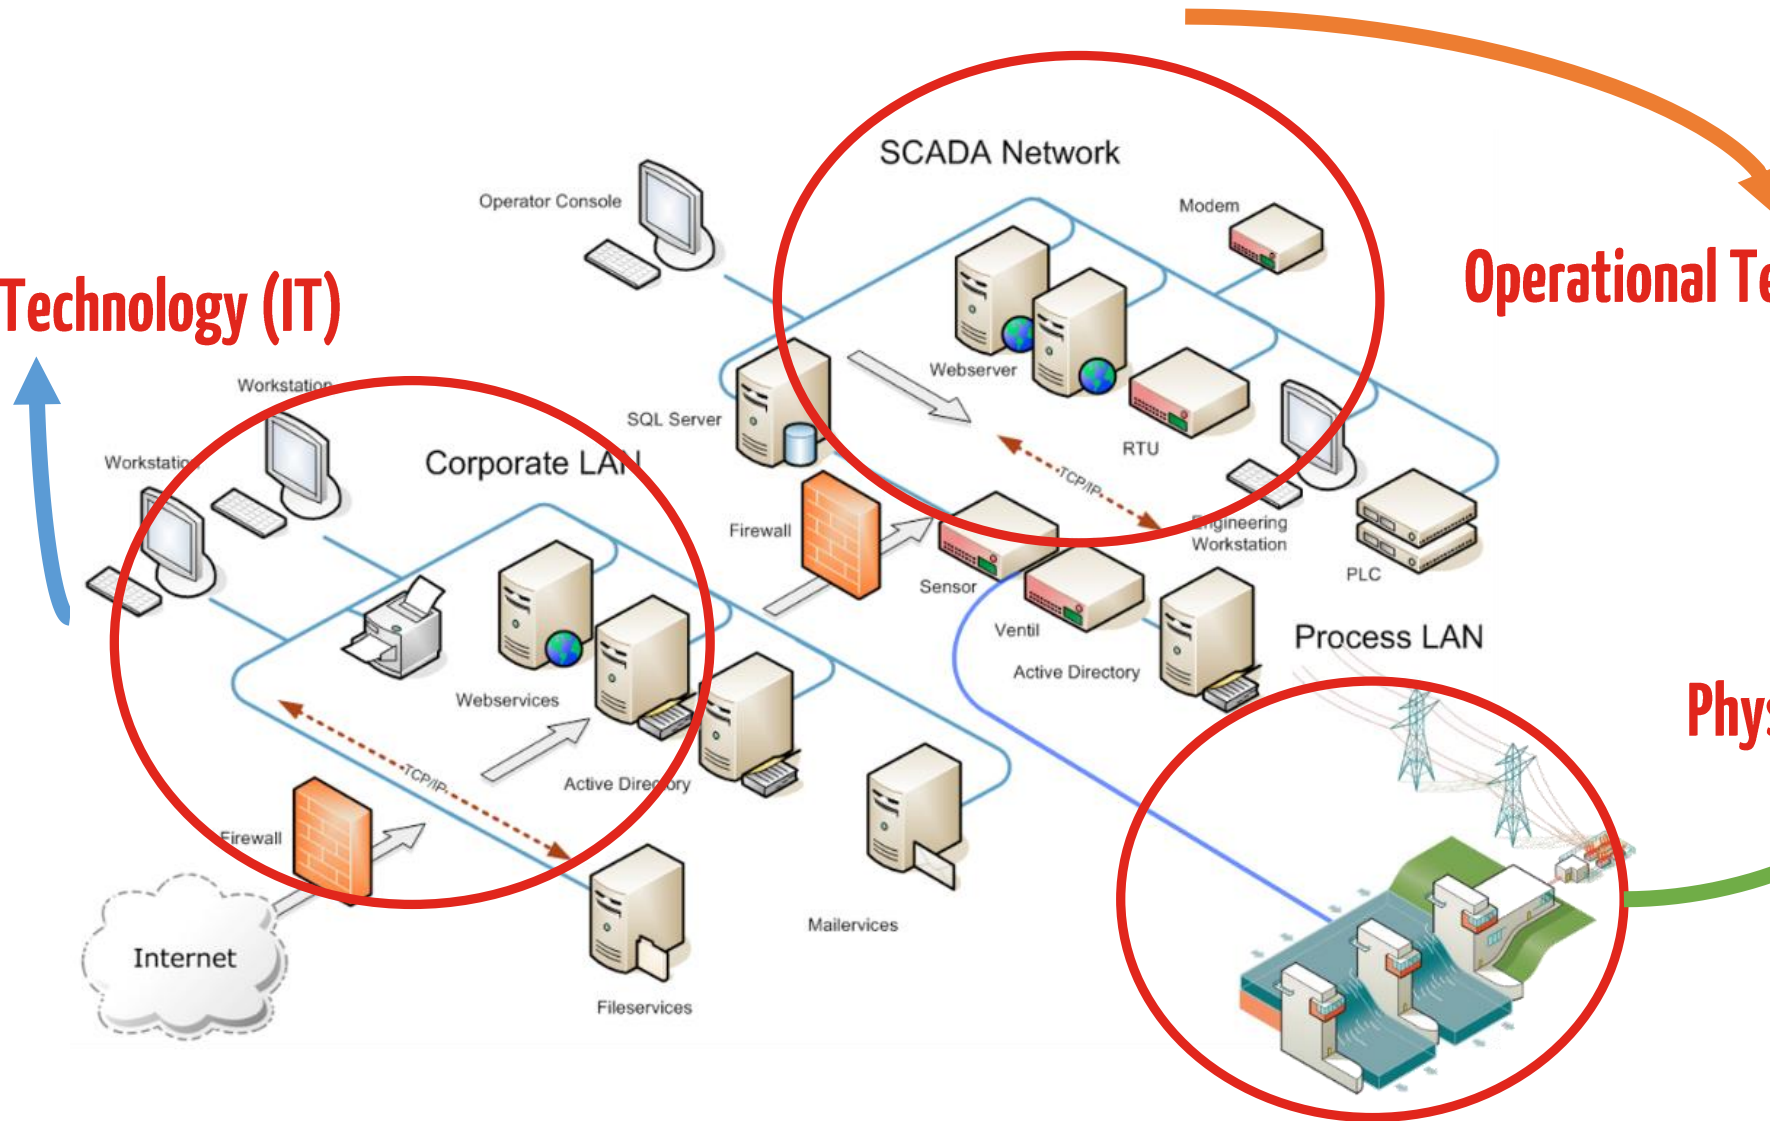 SCADA Network
Operator Console
Modem
Technology (IT)
Operational Te
Webserver
Workstation
SQL Server
RTU
Workstation
Corporate LAN
TCP/IP
Firewall
Engineering
Workstation
PLC
Sensor
Ventil
Process LAN
Active Directory
Webservices
Phys
TCP/IP
Active Directory
Firewall
Mailervices
Internet
Fileservices